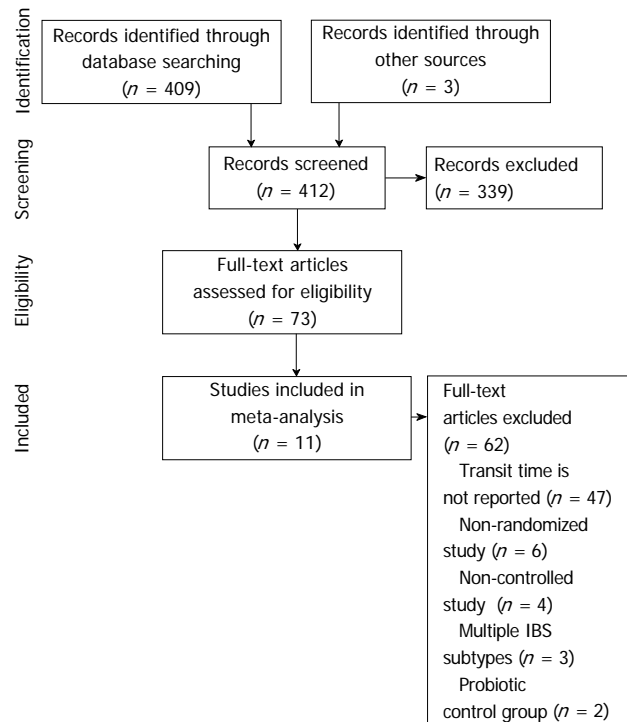 Identification
Records identified through
database searching
(n = 409)
Records identified through
other sources
(n = 3)
Screening
Records screened
(n = 412)
Records excluded
(n = 339)
Eligibility
Full-text articles
assessed for eligibility
(n = 73)
Included
Studies included in
meta-analysis
(n = 11)
Full-text
articles excluded
(n = 62)
Transit time is
not reported (n = 47)
Non-randomized
study (n = 6)
Non-controlled
study (n = 4)
Multiple IBS
subtypes (n = 3)
Probiotic
control group (n = 2)